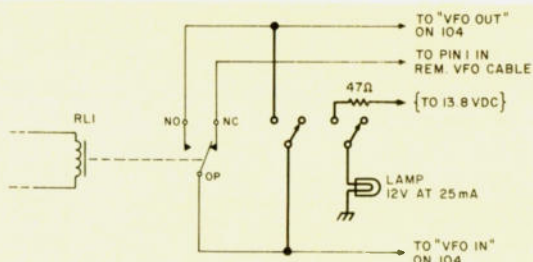 TO "VFO OUT"
ON 104
TO PIN 1 IN
REM. VFO CABLE
47Ω
{TO 13.8 VDC}
RL1
NO
NC
OP
LAMP
12V AT 25mA
TO "VFO IN"
ON 104